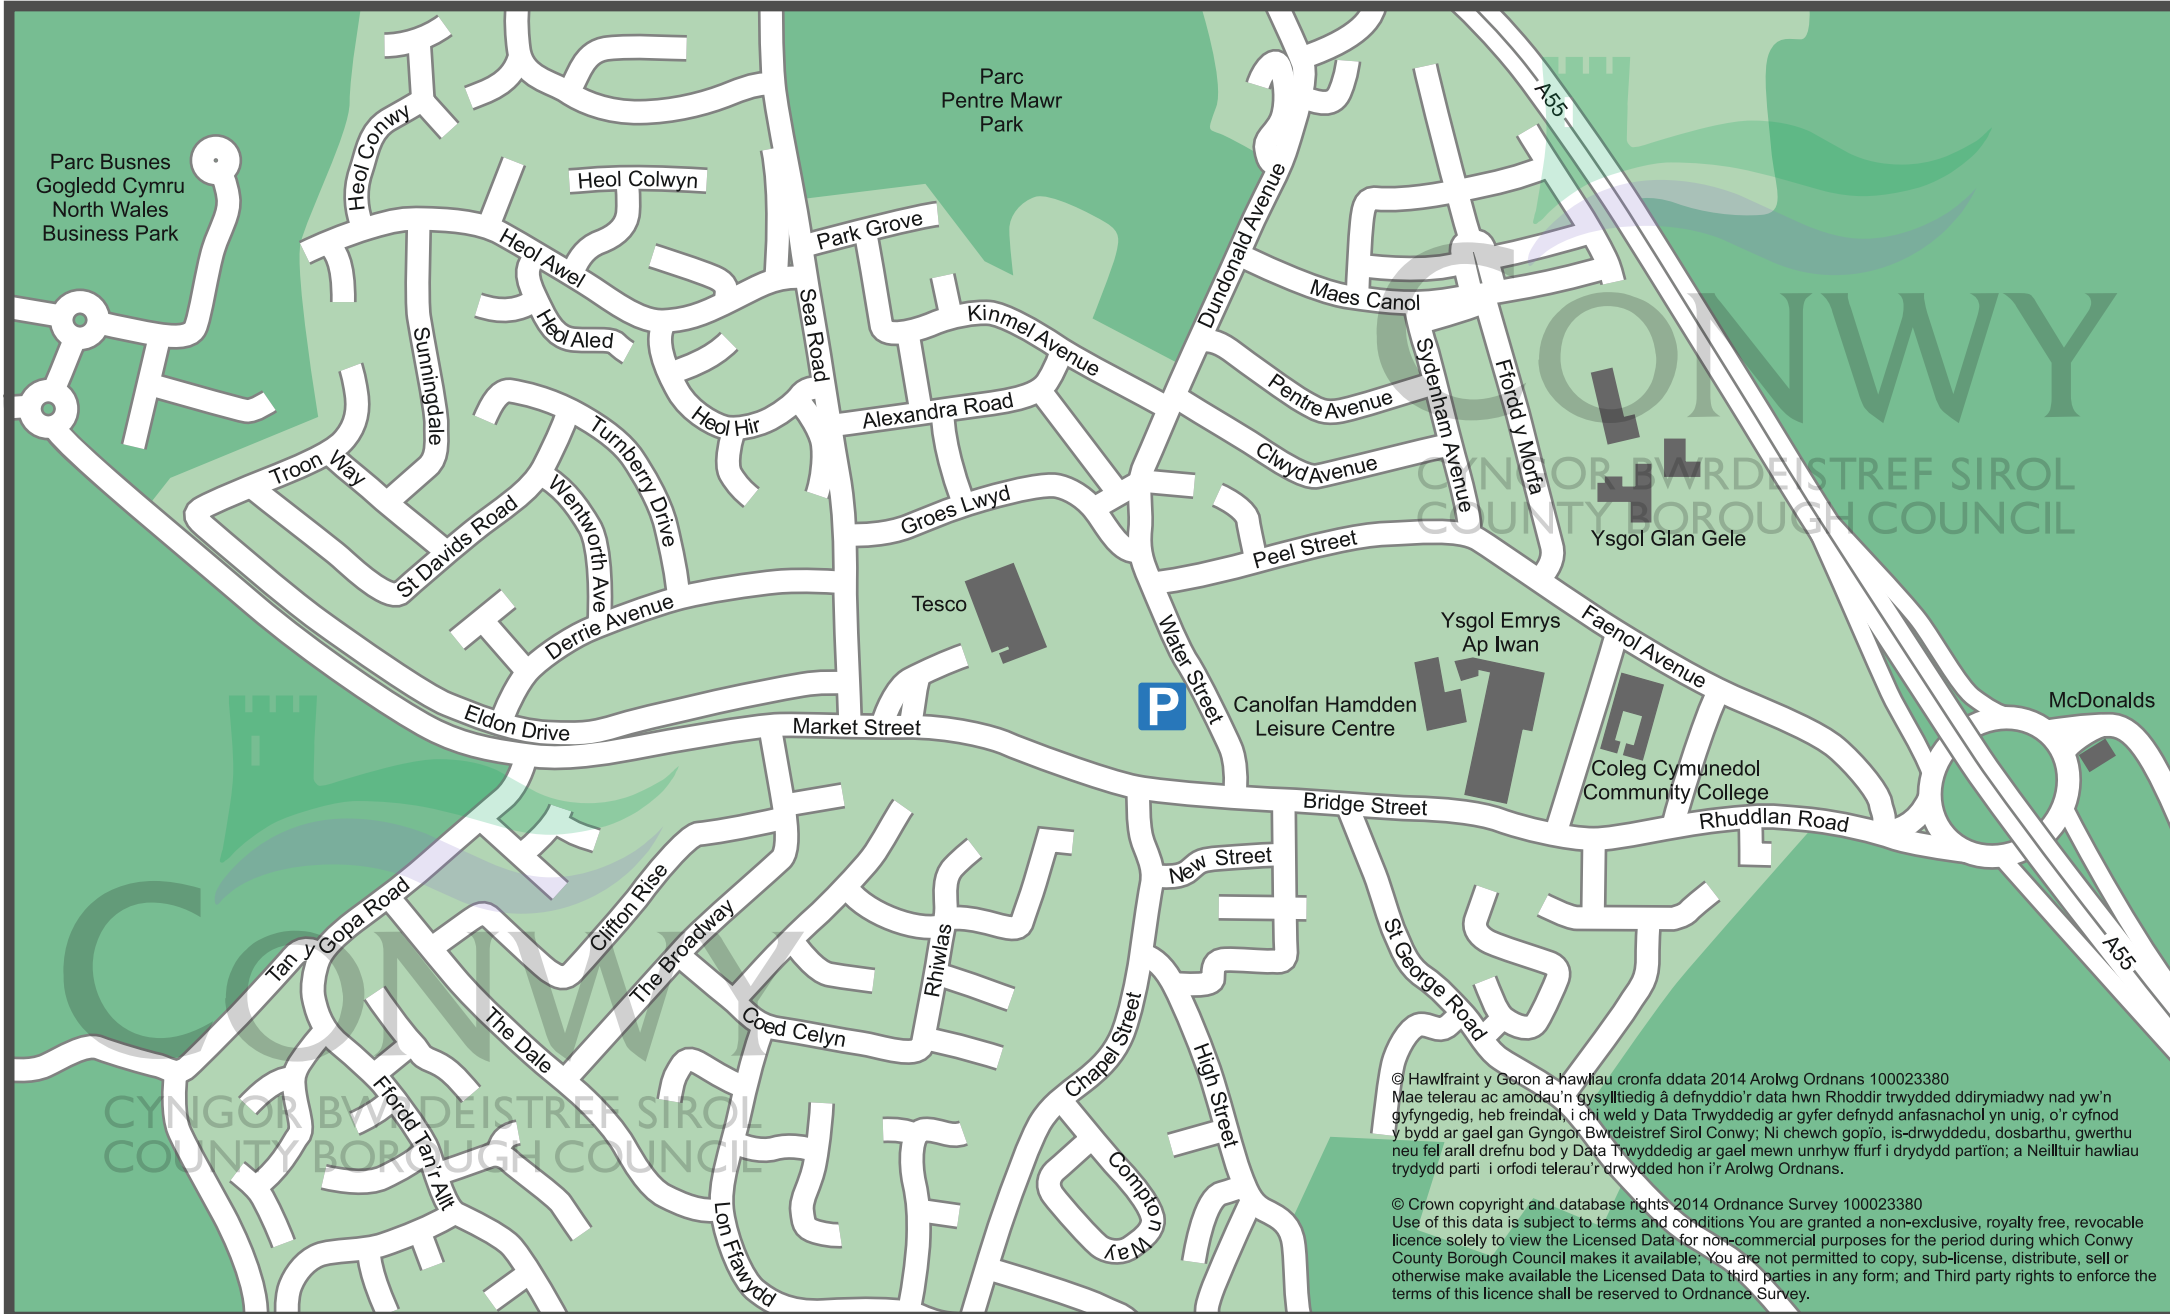 Parc
Pentre Mawr
Park
A55
Heol Conwy
Parc Busnes
Gogledd Cymru
North Wales
Business Park
Heol Colwyn
Park Grove
Heol Awel
Dundonald Avenue
Maes Canol
CONWY
CYNGOR BWRDEISTREF SIROL
COUNTY BOROUGH COUNCIL
Sea Road
Kinmel Avenue
Heol Aled
Sunningdale
Heol Hir
Alexandra Road
Pentre Avenue
Sydenham Avenue
Ffordd y Morfa
Clwyd Avenue
Turnberry Drive
Troon Way
Wentworth Ave
St Davids Road
Groes Lwyd
Peel Street
Ysgol Glan Gele
Derrie Avenue
Tesco
Water Street
Ysgol Emrys
Ap Iwan
Faenol Avenue
P
Canolfan Hamdden
Leisure Centre
McDonalds
Eldon Drive
Market Street
Coleg Cymunedol
Community College
Bridge Street
Rhuddlan Road
New Street
Tan y Gopa Road
Clifton Rise
The Broadway
Rhiwlas
St George Road
A55
CONWY
CYNGOR BWRDEISTREF SIROL
COUNTY BOROUGH COUNCIL
The Dale
Coed Celyn
Chapel Street
High Street
Ffordd Tan'r Allt
Compton Way
Lon Ffawydd
© Hawlfraint y Goron a hawliau cronfa ddata 2014 Arolwg Ordnans 100023380
Mae telerau ac amodau'n gysylltiedig â defnyddio'r data hwn Rhoddir trwydded ddirymiadwy nad yw'n
gyfyngedig, heb freindal, i chi weld y Data Trwyddedig ar gyfer defnydd anfasnachol yn unig, o'r cyfnod
y bydd ar gael gan Gyngor Bwrdeistref Sirol Conwy; Ni chewch gopïo, is-drwyddedu, dosbarthu, gwerthu
neu fel arall drefnu bod y Data Trwyddedig ar gael mewn unrhyw ffurf i drydydd partïon; a Neilltuir hawliau
trydydd parti i orfodi telerau'r drwydded hon i'r Arolwg Ordnans.
© Crown copyright and database rights 2014 Ordnance Survey 100023380
Use of this data is subject to terms and conditions You are granted a non-exclusive, royalty free, revocable
licence solely to view the Licensed Data for non-commercial purposes for the period during which Conwy
County Borough Council makes it available; You are not permitted to copy, sub-license, distribute, sell or
otherwise make available the Licensed Data to third parties in any form; and Third party rights to enforce the
terms of this licence shall be reserved to Ordnance Survey.